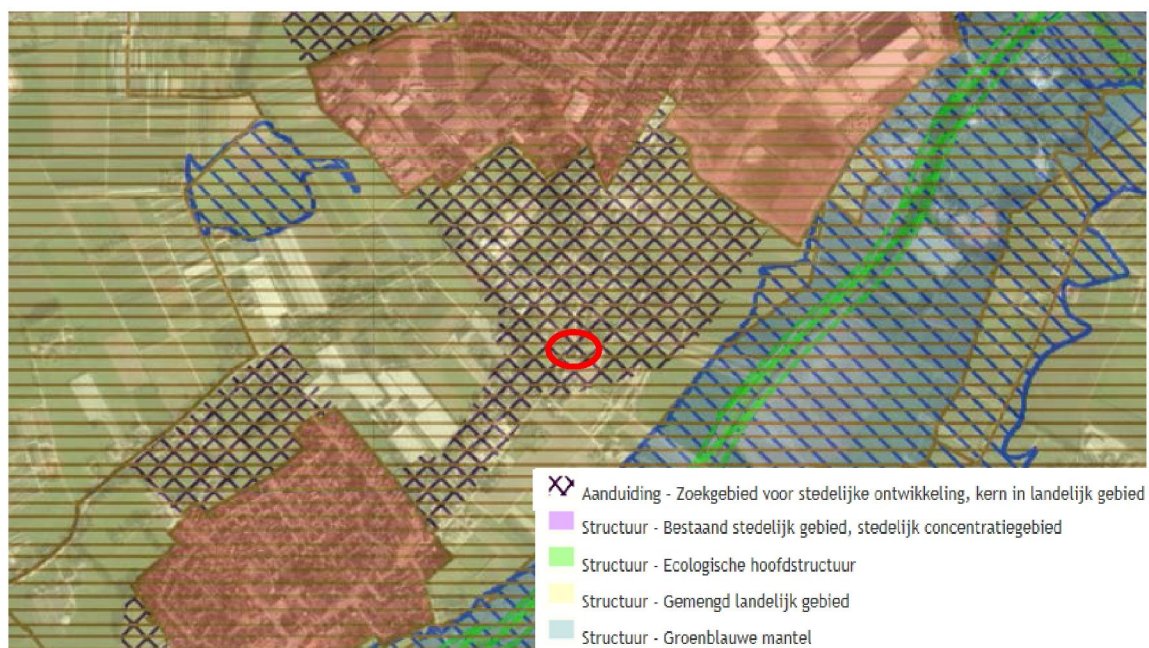 Aanduiding - Zoekgebied voor stedelijke ontwikkeling, kern in landelijk gebied
Structuur - Bestaand stedelijk gebied, stedelijk concentratiegebied
Structuur - Ecologische hoofdstructuur
Structuur - Gemengd landelijk gebied
Structuur - Groenblauwe mantel